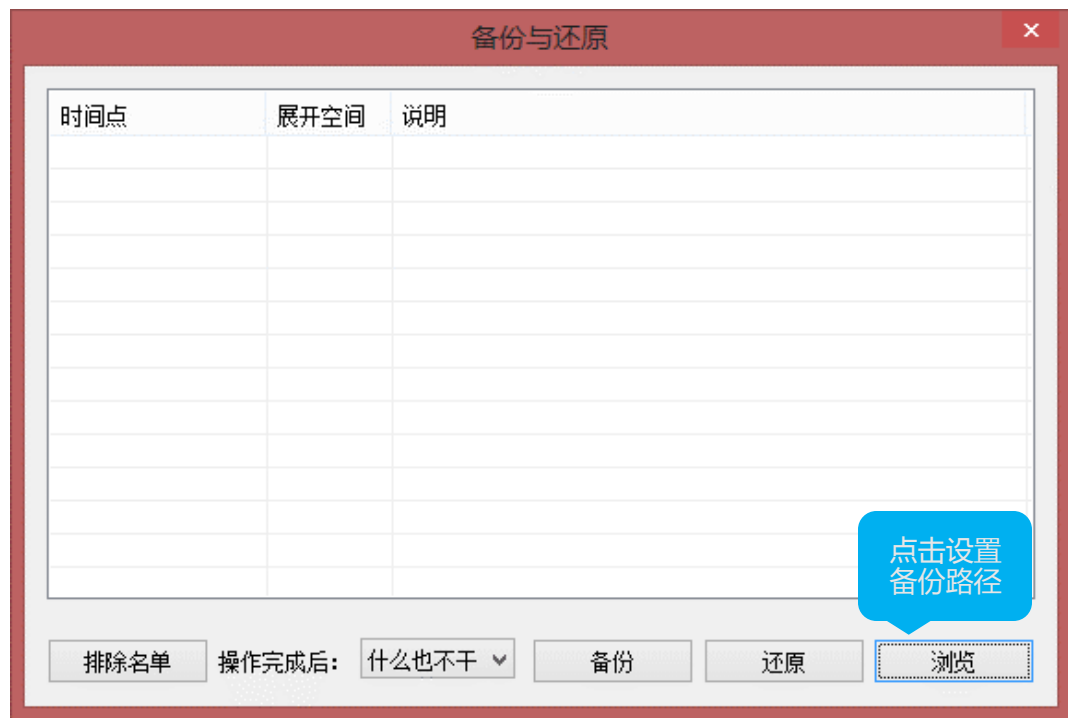 备份与还原
时间点 展开空间 说明
点击设置
备份路径
排除名单 操作完成后: 什么也不干 备份 还原 浏览